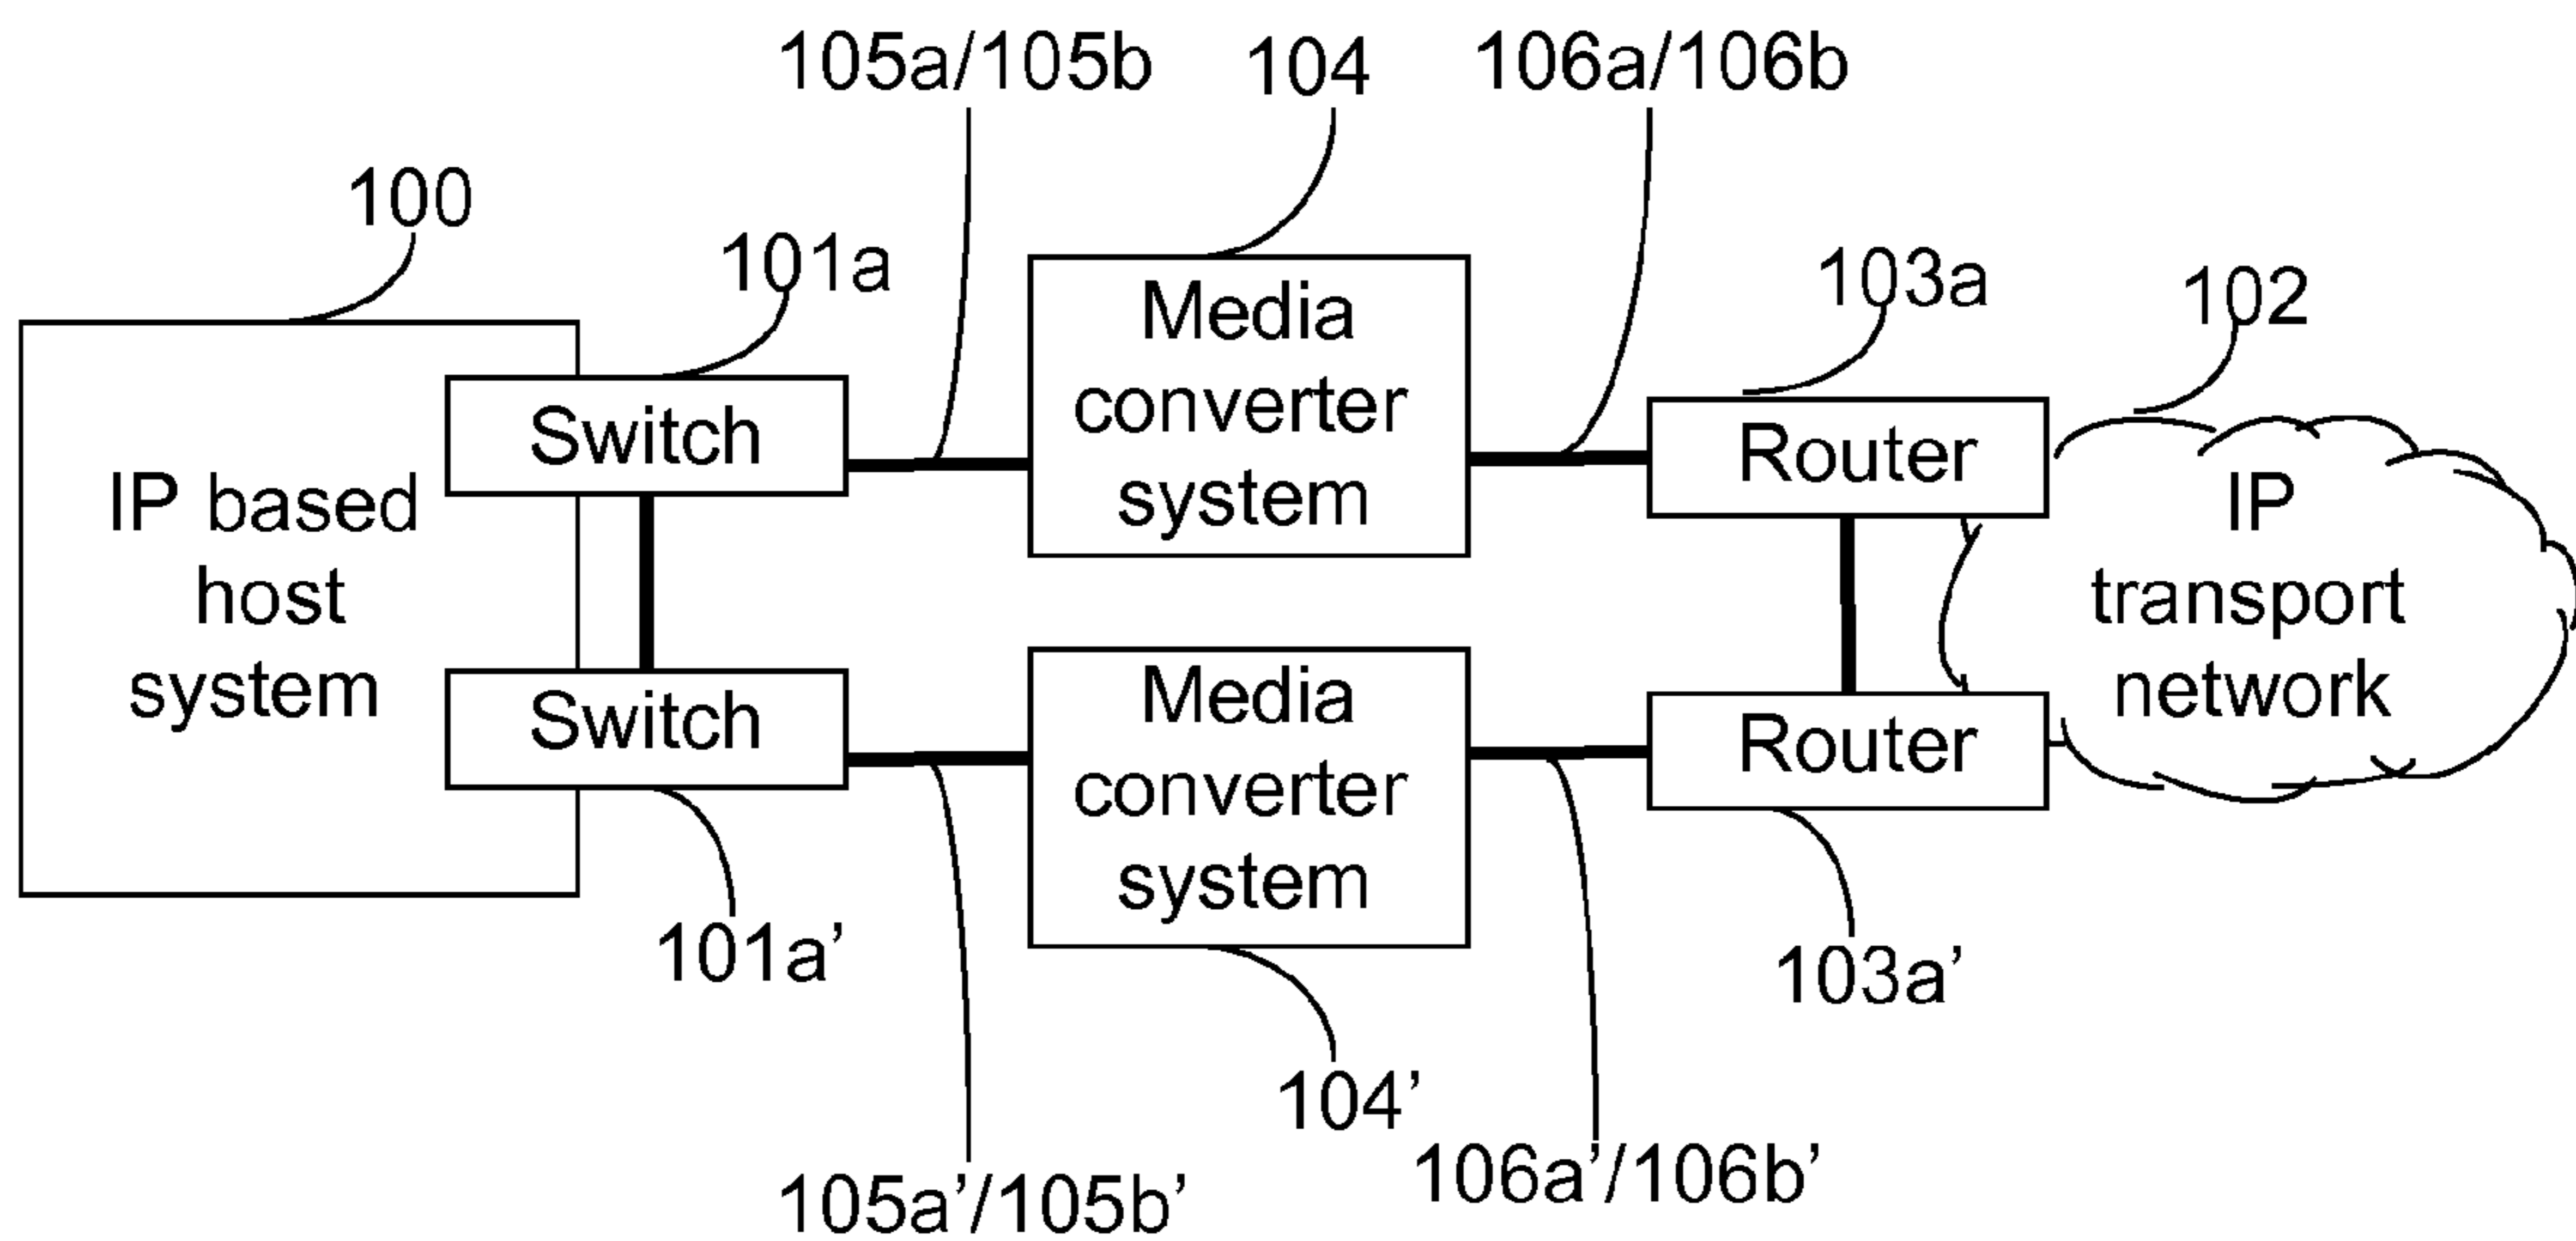 105a/105b
104
106a/106b
100
101a
103a
102
Media
converter
system
Switch
Router
IP based
host
system
IP
transport
network
Switch
Media
converter
system
Router
101a’
103a’
104’
105a’/105b’
106a’/106b’